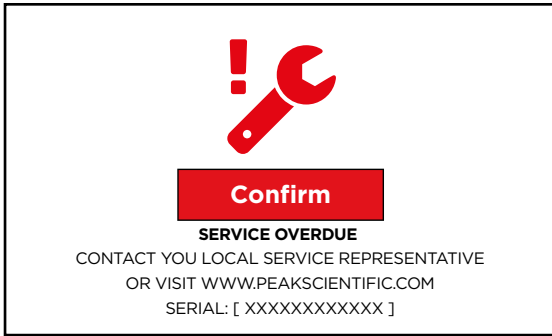 Confirm
SERVICE OVERDUE
CONTACT YOU LOCAL SERVICE REPRESENTATIVE
OR VISIT WWW.PEAKSCIENTIFIC.COM
SERIAL: [ XXXXXXXXXXXX ]